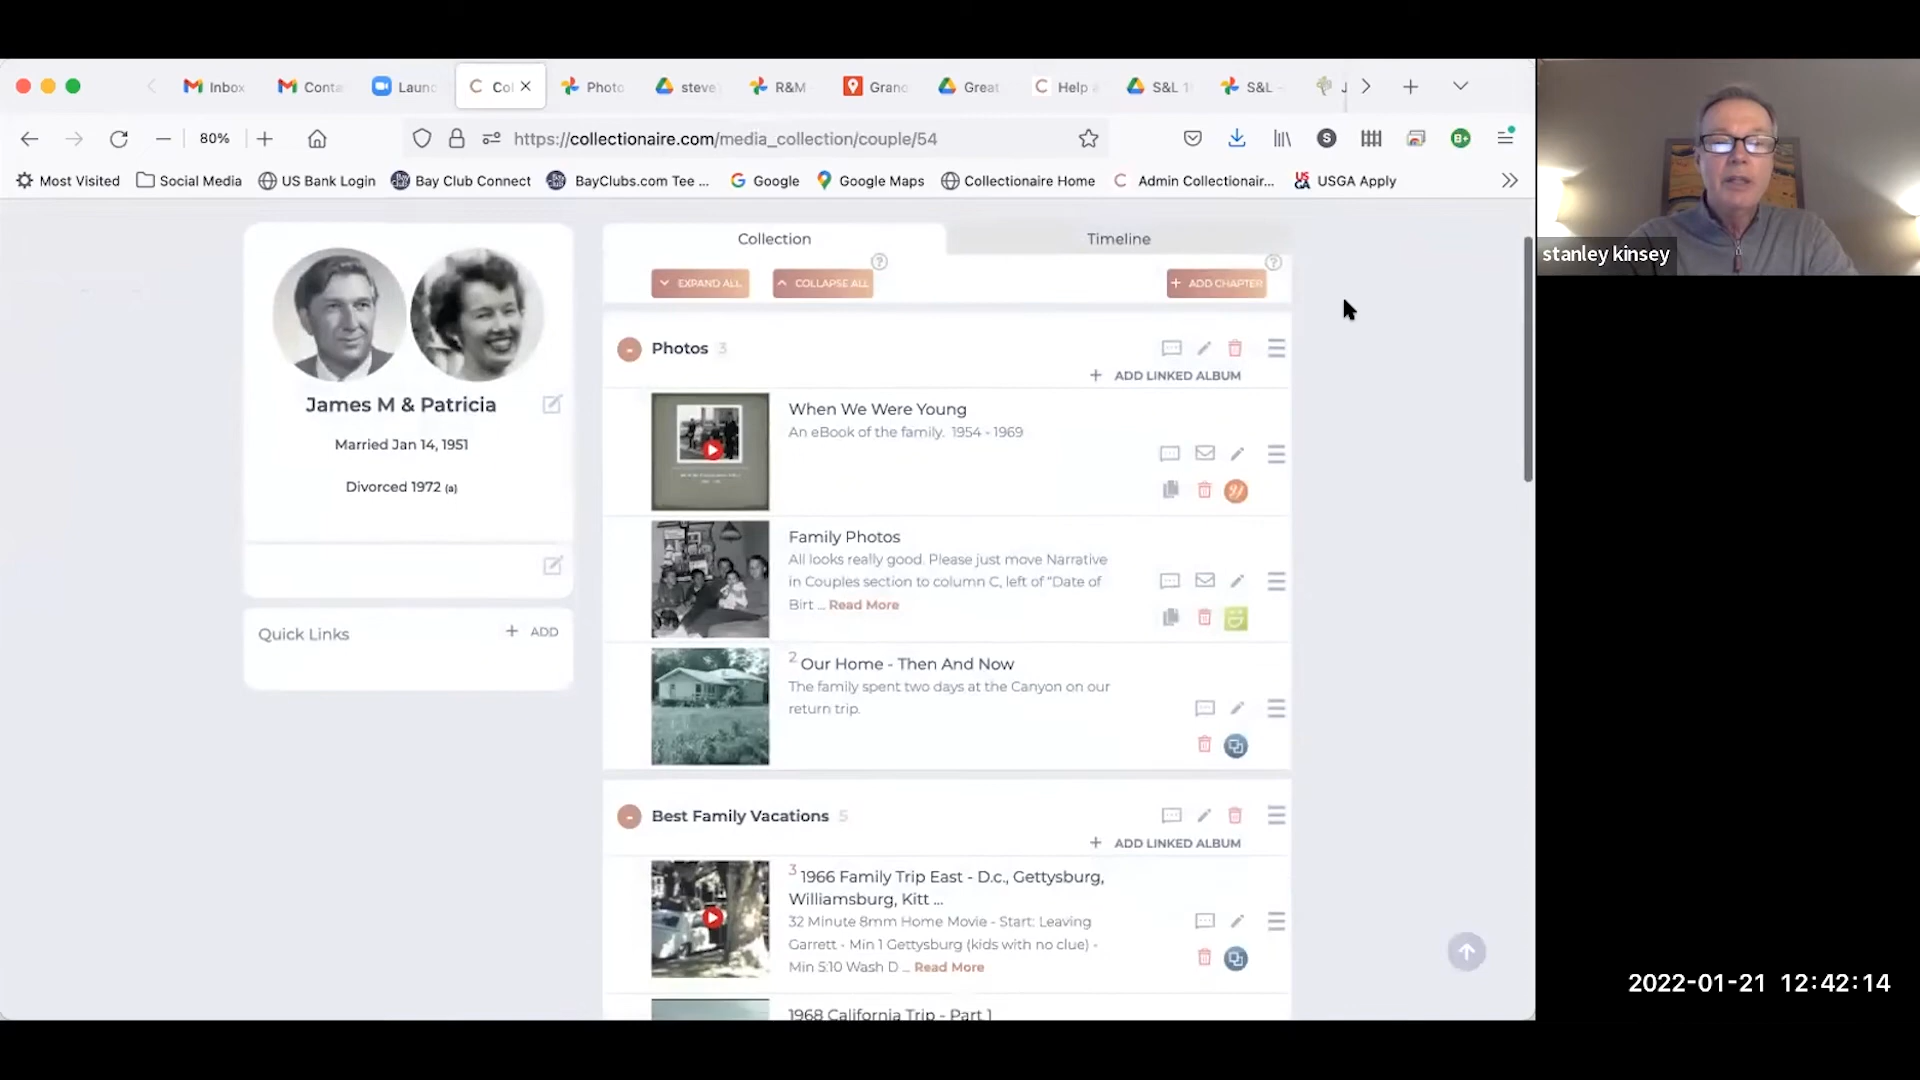 Inbox
Conta
Laun
Col
Photo
steve
R&M
Grand
Great
Help a
S&L 1
S&L -
J
80%
https://collectionaire.com/media_collection/couple/54
Most Visited
Social Media
US Bank Login
Bay Club Connect
BayClubs.com Tee ...
Google
Google Maps
Collectionaire Home
Admin Collectionair...
USGA Apply
James M & Patricia
Married Jan 14, 1951
Divorced 1972 (a)
Quick Links
+ ADD
Collection
Timeline
EXPAND ALL
COLLAPSE ALL
+ ADD CHAPTER
Photos 3
+ ADD LINKED ALBUM
When We Were Young
An eBook of the family. 1954 - 1969
Family Photos
All looks really good. Please just move Narrative
in Couples section to column C, left of “Date of
Birt ... Read More
2 Our Home - Then And Now
The family spent two days at the Canyon on our
return trip.
Best Family Vacations 5
+ ADD LINKED ALBUM
3 1966 Family Trip East - D.c., Gettysburg,
Williamsburg, Kitt ...
32 Minute 8mm Home Movie - Start: Leaving
Garrett - Min 1 Gettysburg (kids with no clue) -
Min 5:10 Wash D ... Read More
1968 California Trip - Part 1
stanley kinsey
2022-01-21 12:42:14